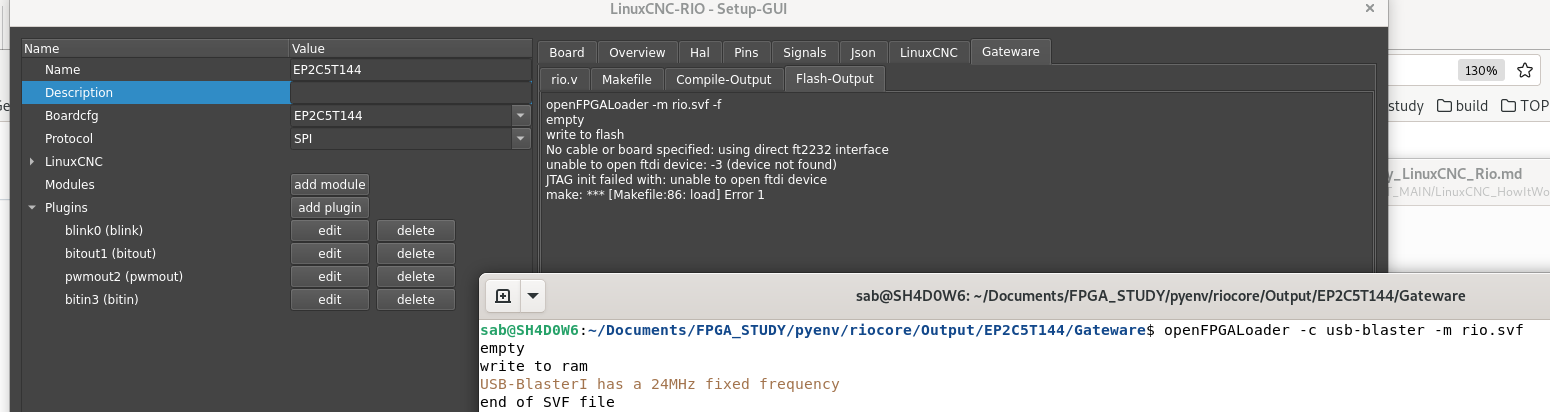 LinuxCNC-RIO - Setup-GUI
×
Name Value
Name EP2C5T144
Description
Boardcfg EP2C5T144
Protocol SPI
LinuxCNC
Modules add module
Plugins add plugin
blink0 (blink) edit delete
bitout1 (bitout) edit delete
pwmout2 (pwmout) edit delete
bitin3 (bitin) edit delete
Board Overview Hal Pins Signals Json LinuxCNC Gateware
rio.v Makefile Compile-Output Flash-Output
openFPGALoader -m rio.svf -f
empty
write to flash
No cable or board specified: using direct ft2232 interface
unable to open ftdi device: -3 (device not found)
JTAG init failed with: unable to open ftdi device
make: *** [Makefile:86: load] Error 1
130%
study build TOP
y_LinuxCNC_Rio.md
T_MAIN/LinuxCNC_HowItWo
sab@SH4D0W6: ~/Documents/FPGA_STUDY/pyenv/riocore/Output/EP2C5T144/Gateware
sab@SH4D0W6:~/Documents/FPGA_STUDY/pyenv/riocore/Output/EP2C5T144/Gateware$ openFPGALoader -c usb-blaster -m rio.svf
empty
write to ram
USB-BlasterI has a 24MHz fixed frequency
end of SVF file